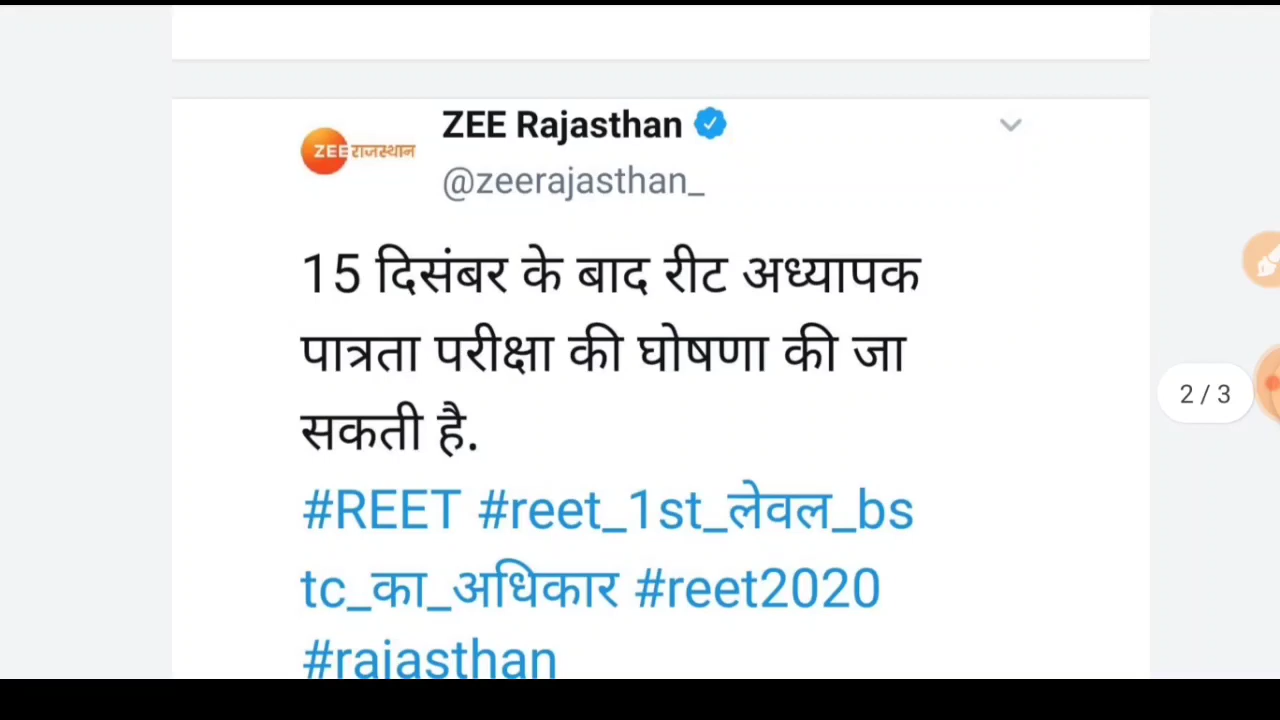 ZEE Rajasthan
ZEE राजस्थान
@zeerajasthan_
15 दिसंबर के बाद रीट अध्यापक
पात्रता परीक्षा की घोषणा की जा
सकती है.
#REET #reet_1st_लेवल_bs
tc_का_अधिकार #reet2020
#rajasthan
2 / 3